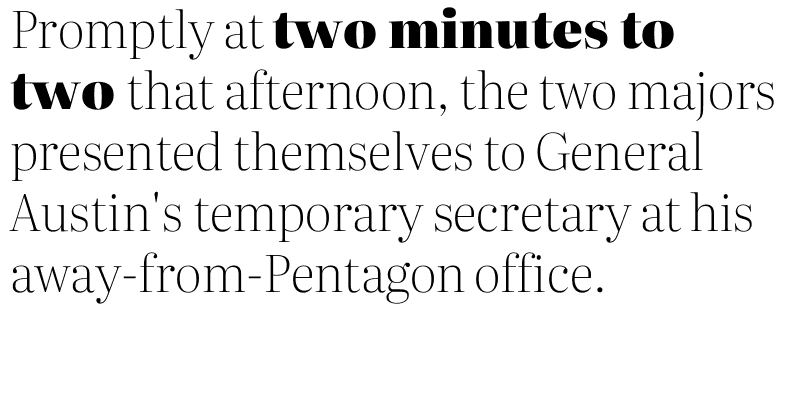 Promptly at two minutes to
two that afternoon, the two majors
presented themselves to General
Austin's temporary secretary at his
away-from-Pentagon office.